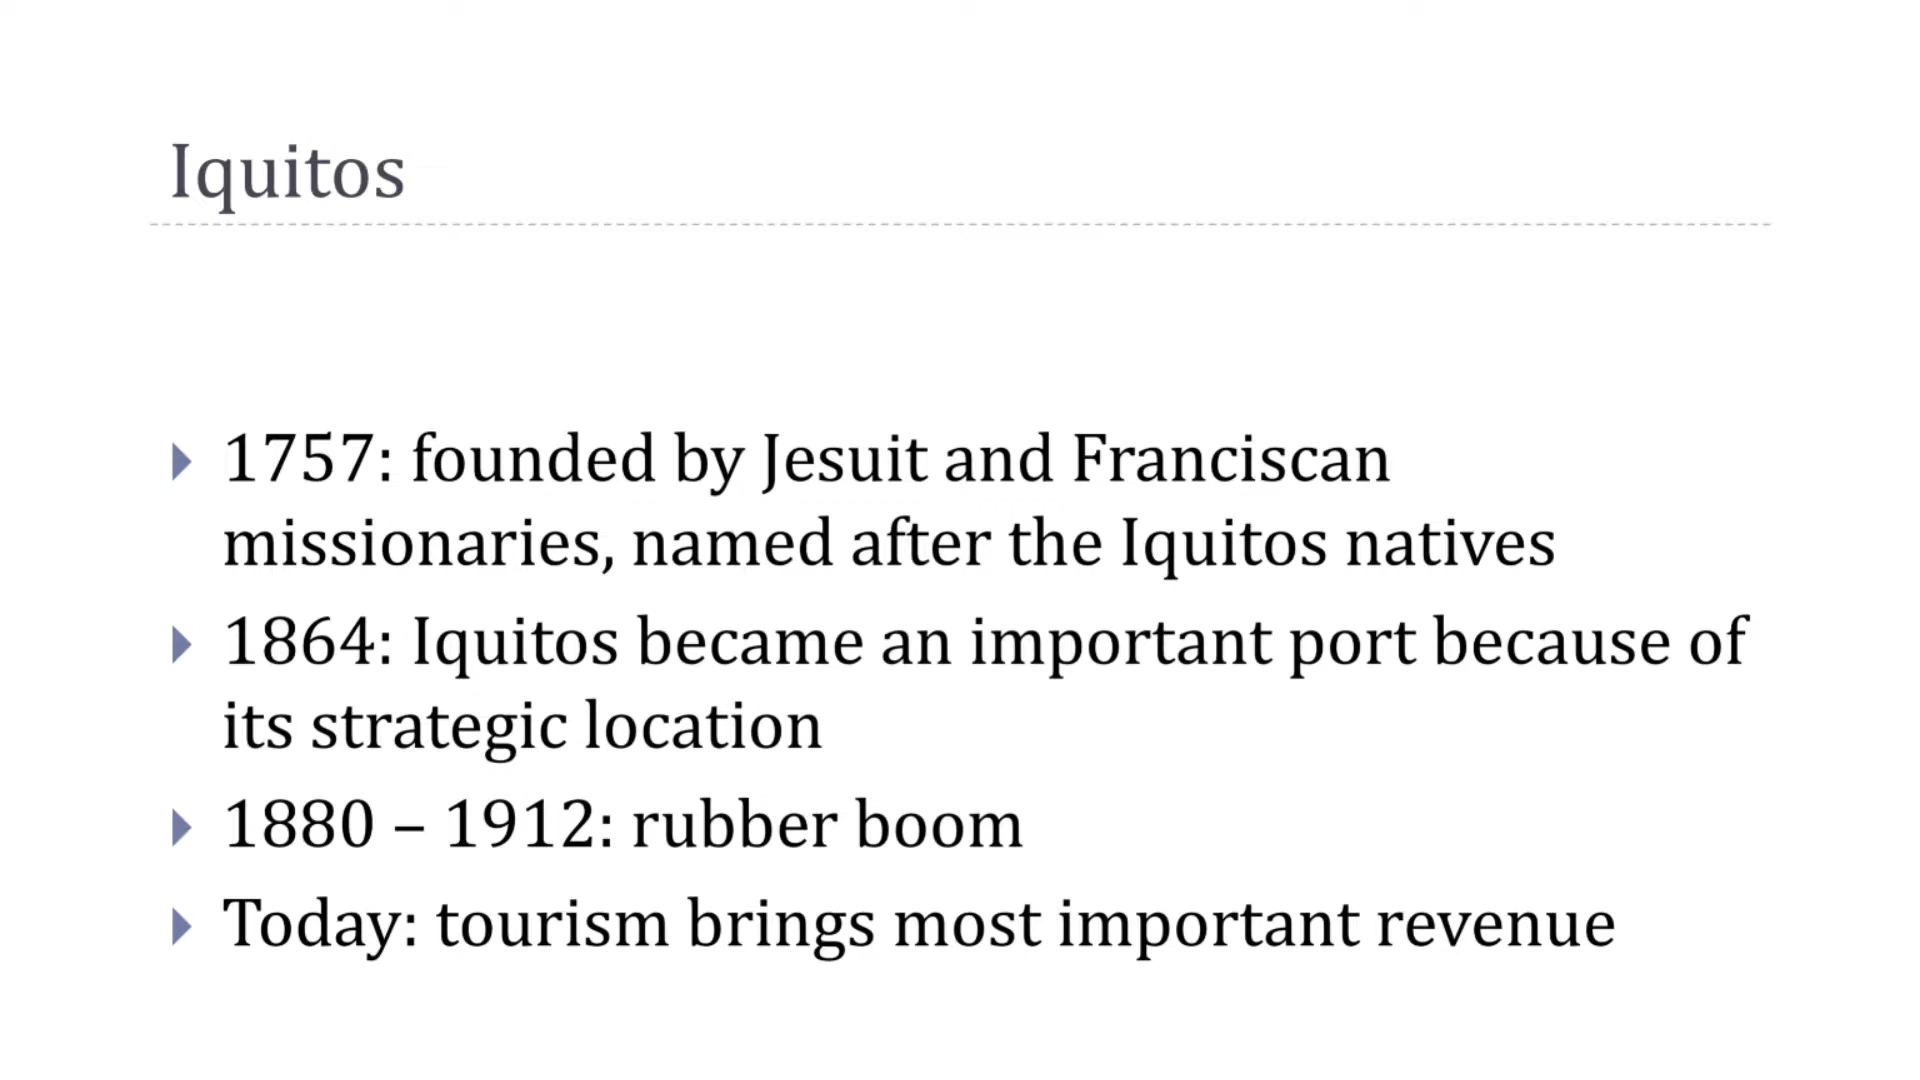 Iquitos
1757: founded by Jesuit and Franciscan
missionaries, named after the Iquitos natives
1864: Iquitos became an important port because of
its strategic location
1880 – 1912: rubber boom
Today: tourism brings most important revenue